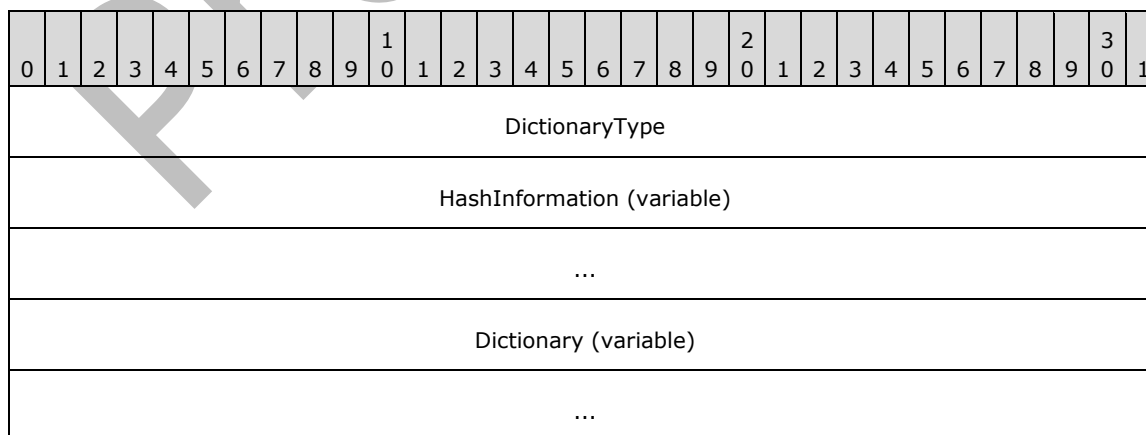 1 2 3
0 1 2 3 4 5 6 7 8 9 0 1 2 3 4 5 6 7 8 9 0 1 2 3 4 5 6 7 8 9 0 1
DictionaryType
HashInformation (variable)
...
Dictionary (variable)
...